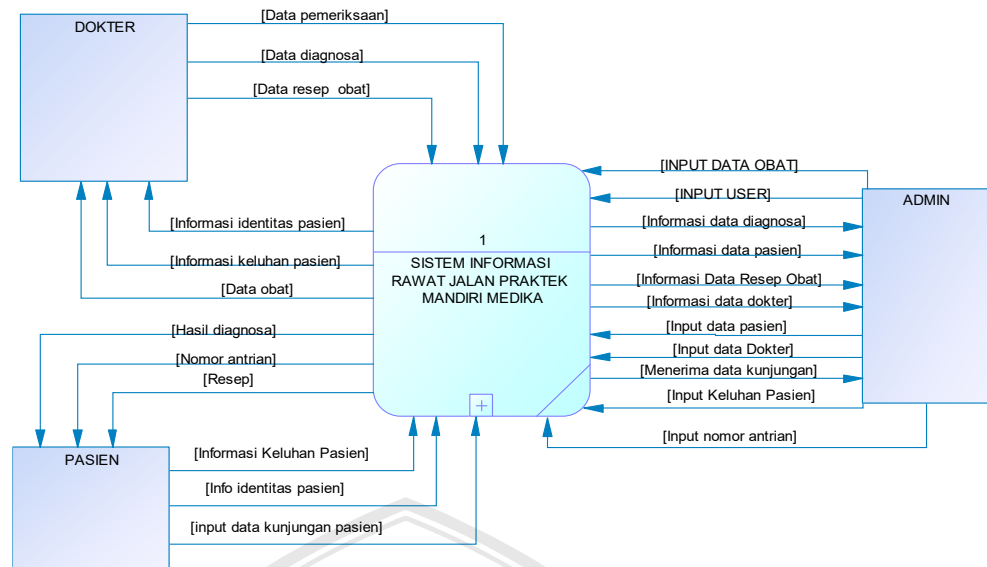 [Data pemeriksaan]
DOKTER
[Data diagnosa]
[Data resep obat]
[INPUT DATA OBAT]
[INPUT USER]
ADMIN
[Informasi identitas pasien]
[Informasi data diagnosa]
1
[Informasi data pasien]
[Informasi keluhan pasien]
SISTEM INFORMASI
RAWAT JALAN PRAKTEK
MANDIRI MEDIKA
[Informasi Data Resep Obat]
[Data obat]
[Informasi data dokter]
[Hasil diagnosa]
[Input data pasien]
[Input data Dokter]
[Nomor antrian]
[Menerima data kunjungan]
[Resep]
[Input Keluhan Pasien]
[Input nomor antrian]
PASIEN
[Informasi Keluhan Pasien]
[Info identitas pasien]
[input data kunjungan pasien]